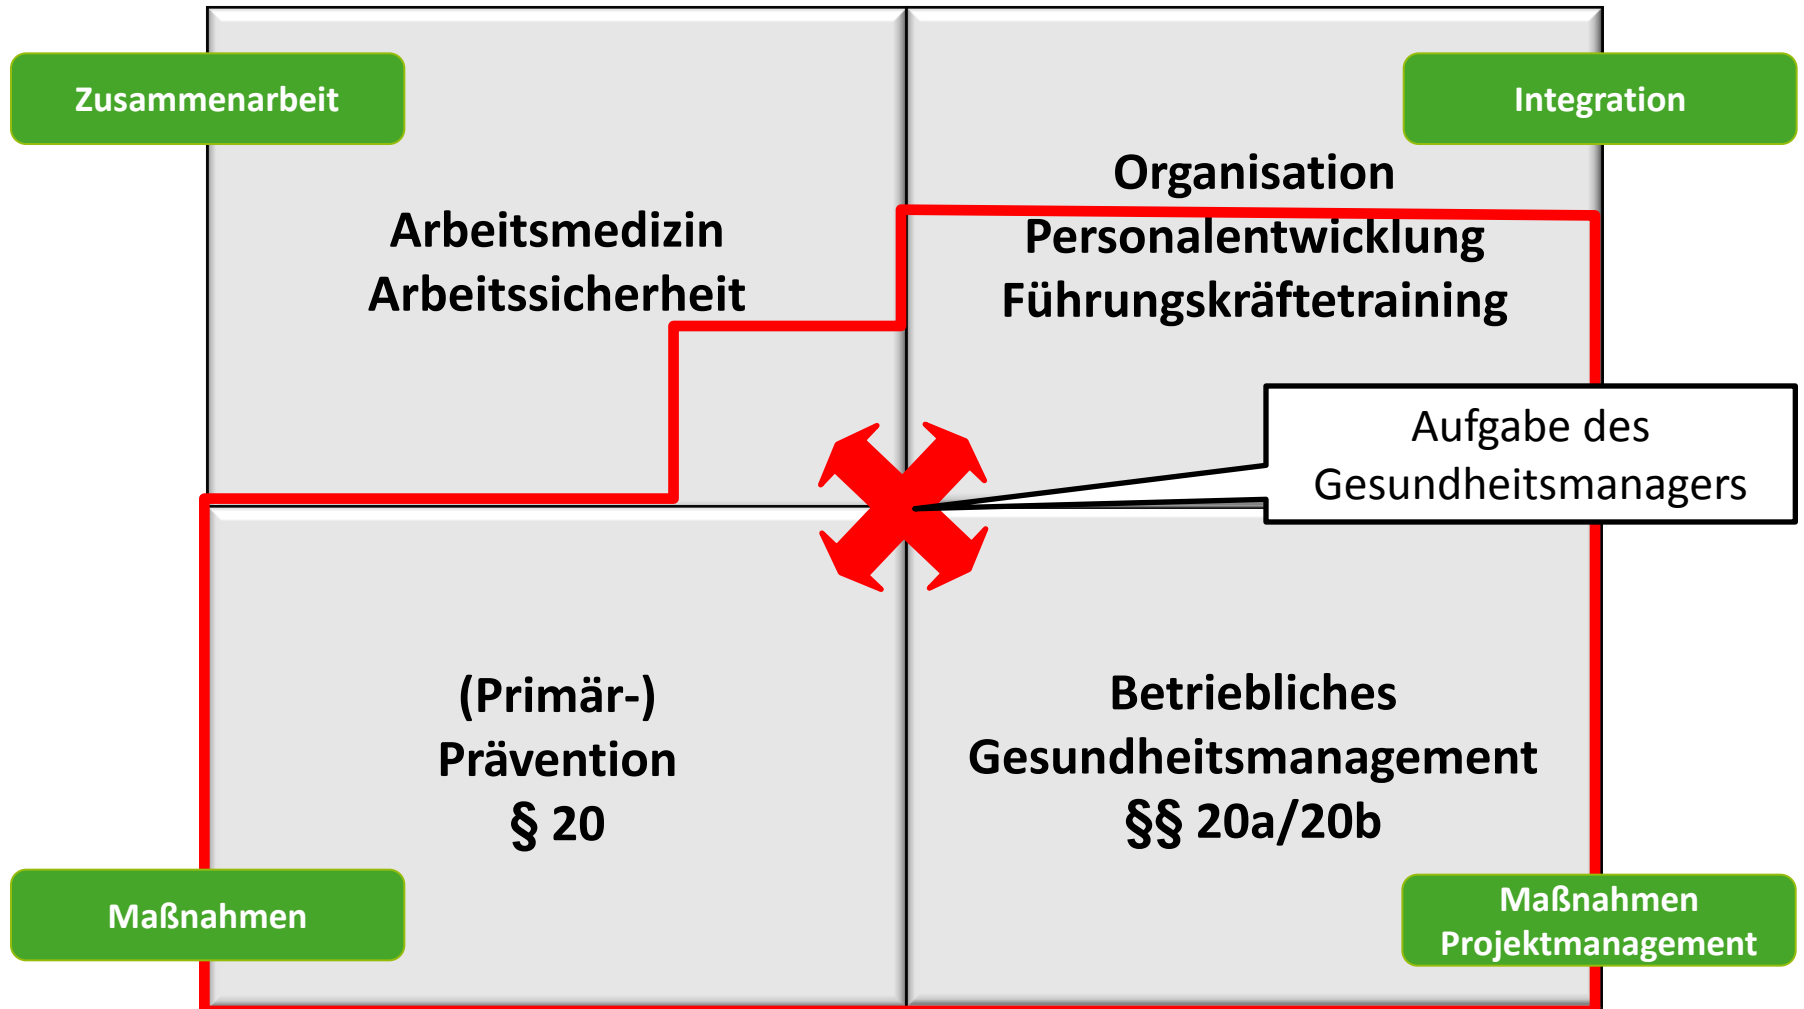 Zusammenarbeit
Integration
Arbeitsmedizin
Arbeitssicherheit
Organisation
Personalentwicklung
Führungskräftetraining
Aufgabe des
Gesundheitsmanagers
(Primär-)
Prävention
§ 20
Betriebliches
Gesundheitsmanagement
§§ 20a/20b
Maßnahmen
Maßnahmen
Projektmanagement